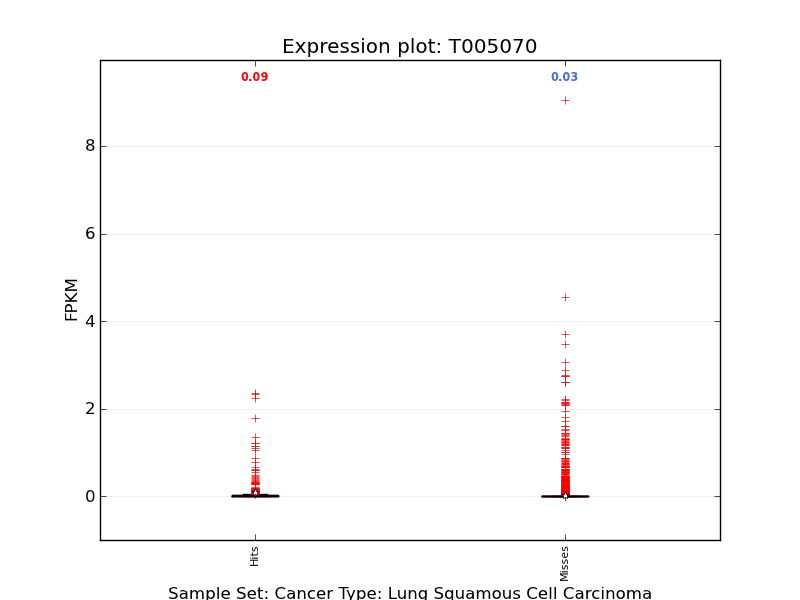 Expression plot: T005070
0.09
0.03
8
6
4
2
0
FPKM
Hits
Misses
Sample Set: Cancer Type: Lung Squamous Cell Carcinoma